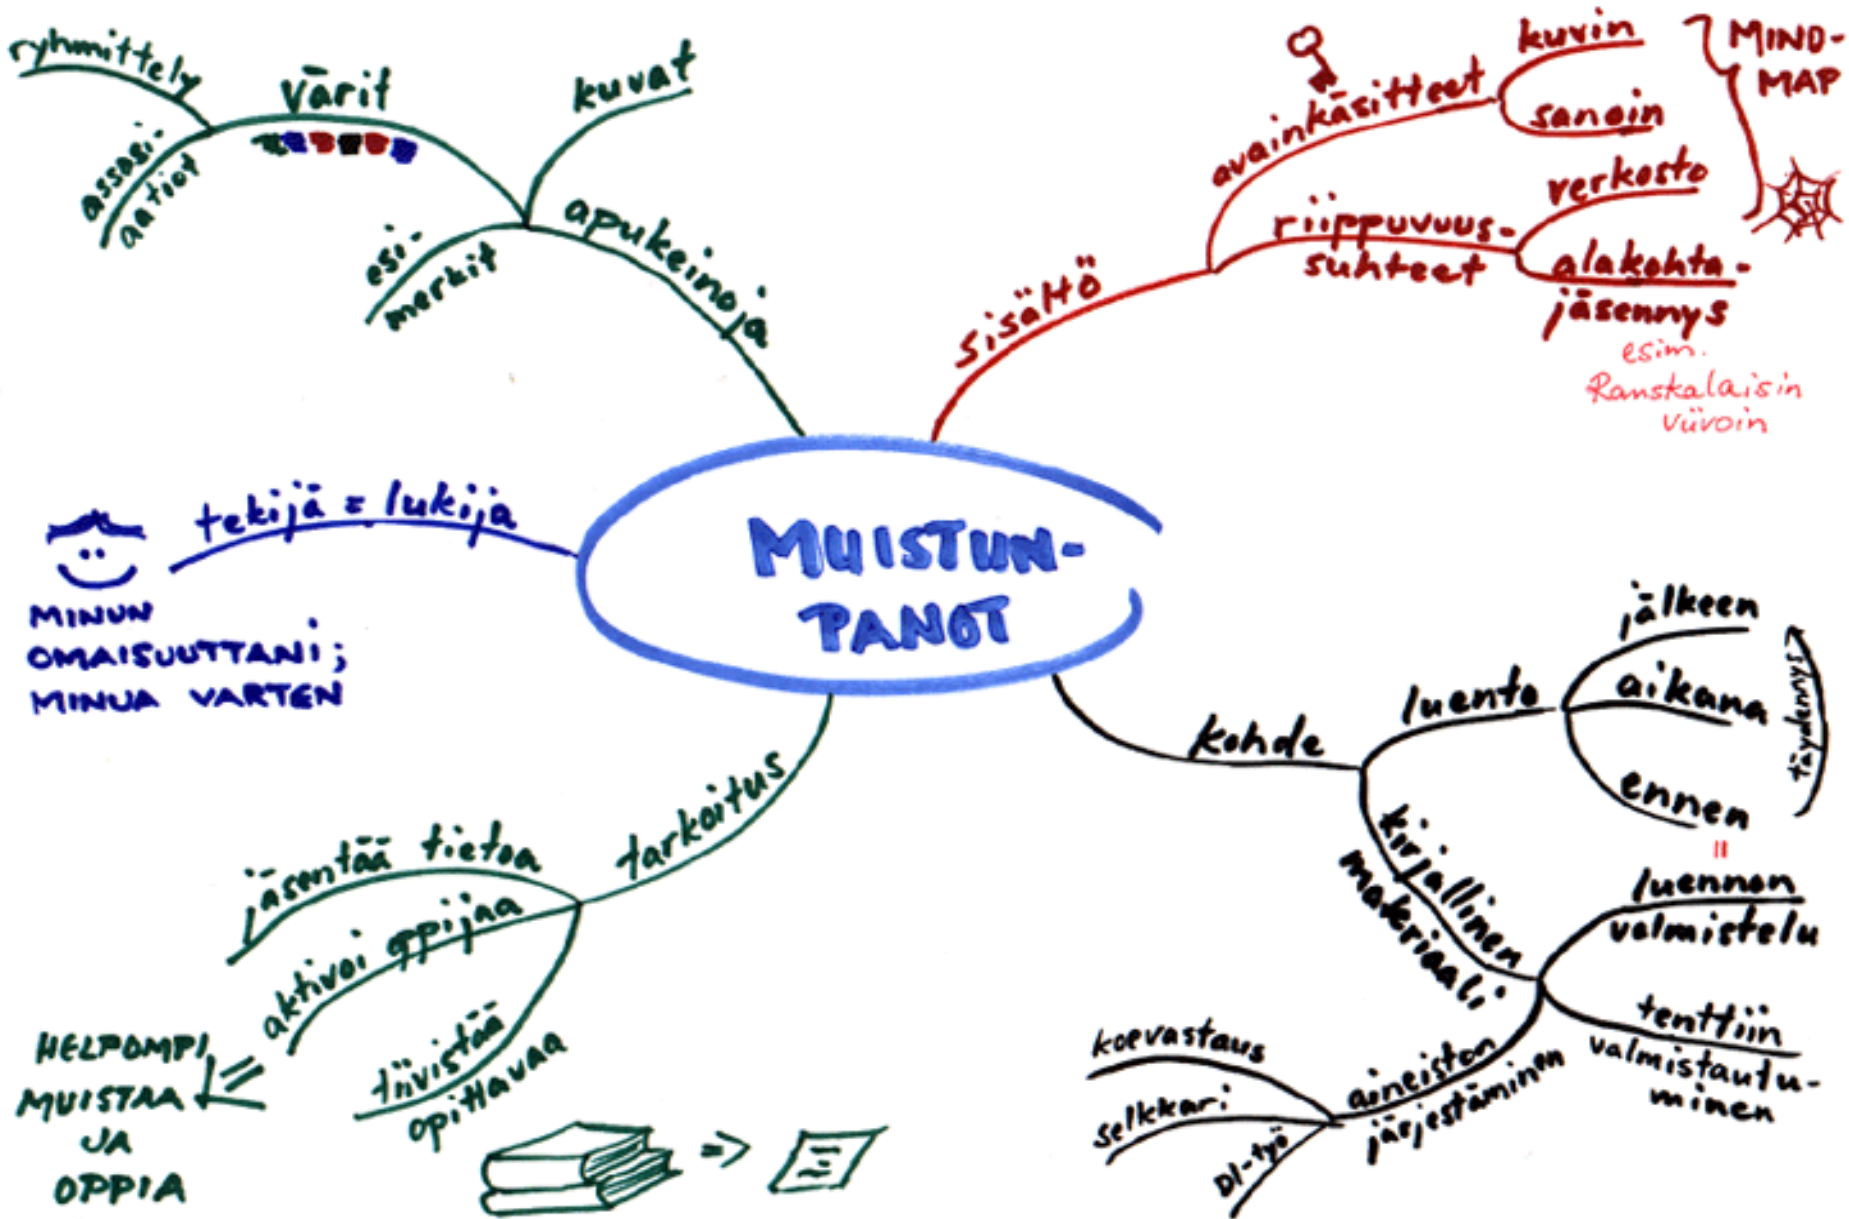 MUISTUN-
PANOT
sisältö
avainkäsitteet
kuvin
sanoin
riippuvuus-
suhteet
verkosto
alakohta-
jäsennys
esim.
Ranskalaisin
viivoin
MIND-
MAP
kohde
luento
jälkeen
aikana
ennen
täydennys
=
kirjallinen
materiaali
luennon
valmistelu
tenttiin
valmistautu-
minen
aineiston
järjestäminen
koevastaus
selkkari
DI-työ
tarkoitus
jäsentää tietoa
aktivoi oppijaa
tiivistää
opittavaa
=>
HELPOMPI
MUISTAA
JA
OPPIA
tekijä = lukija
MINUN
OMAISUUTTANI;
MINUA VARTEN
apukeinoja
kuvat
esi-
merkit
värit
ryhmittely
assosi-
aatiot